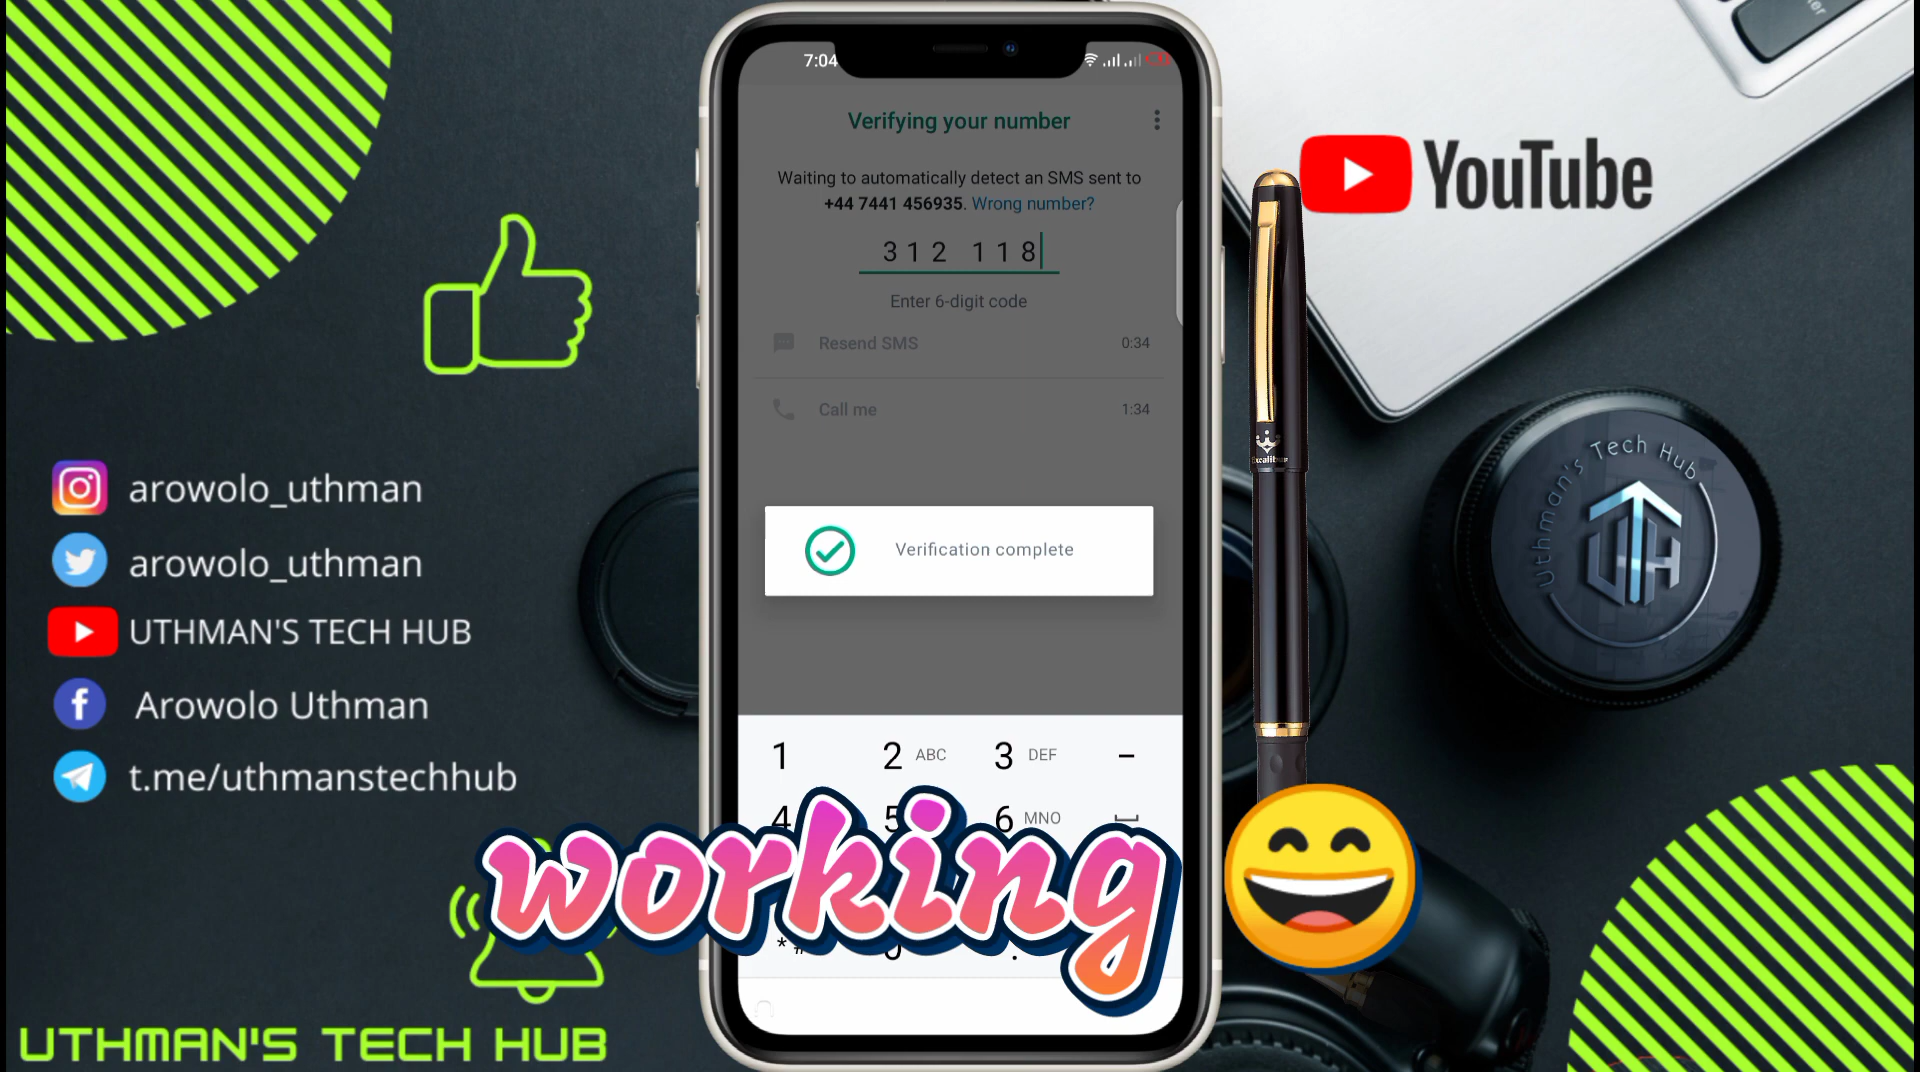 7:04
Verifying your number
Waiting to automatically detect an SMS sent to
+44 7441 456935. Wrong number?
312 118
Enter 6-digit code
Resend SMS 0:34
Call me 1:34
Verification complete
1 2 ABC 3 DEF –
4 5 6 MNO
working
YouTube
Excalibur
Uthman's Tech Hub
UTH
arowolo_uthman
arowolo_uthman
UTHMAN'S TECH HUB
Arowolo Uthman
t.me/uthmanstechhub
UTHMAN'S TECH HUB